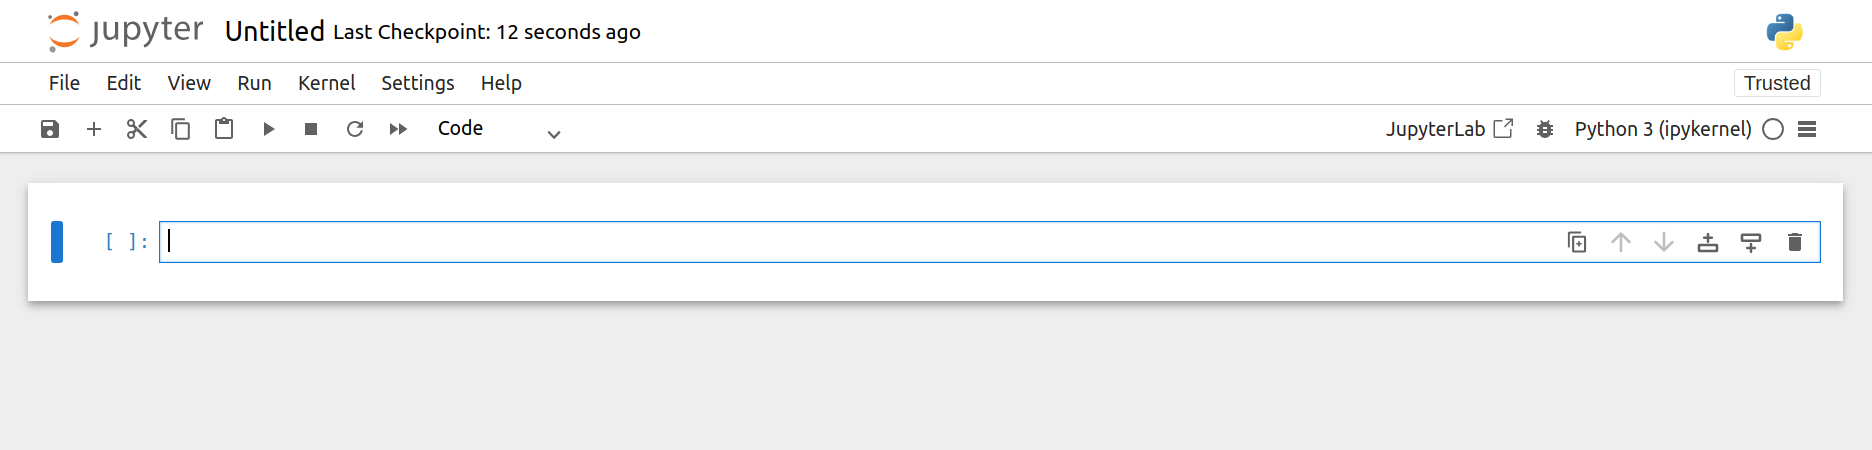 jupyter Untitled Last Checkpoint: 12 seconds ago
File Edit View Run Kernel Settings Help Trusted
Code JupyterLab Python 3 (ipykernel)
[ ]: